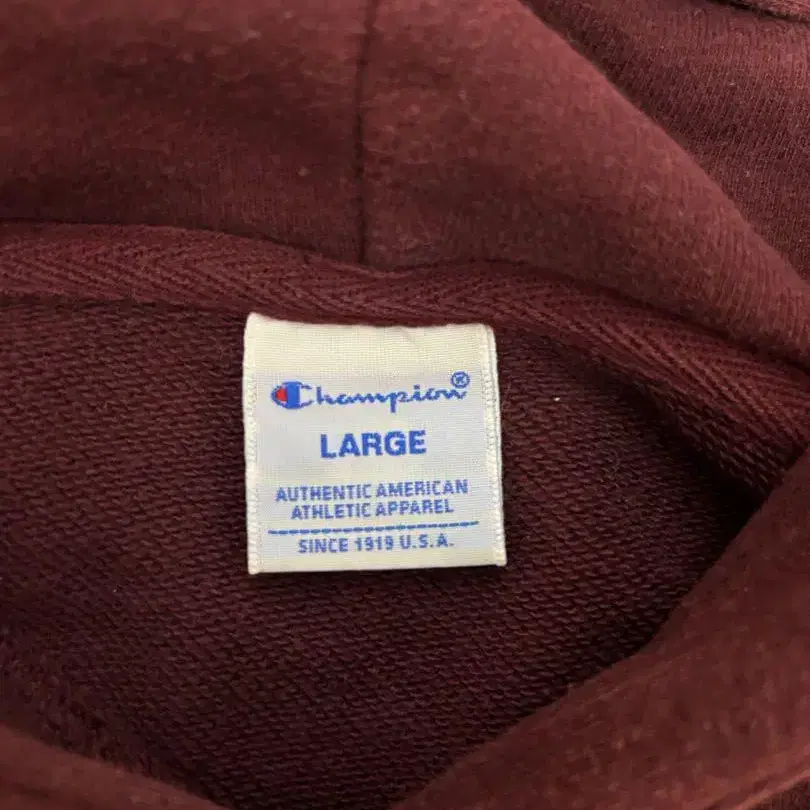 Champion®
LARGE
AUTHENTIC AMERICAN
ATHLETIC APPAREL
SINCE 1919 U.S.A.